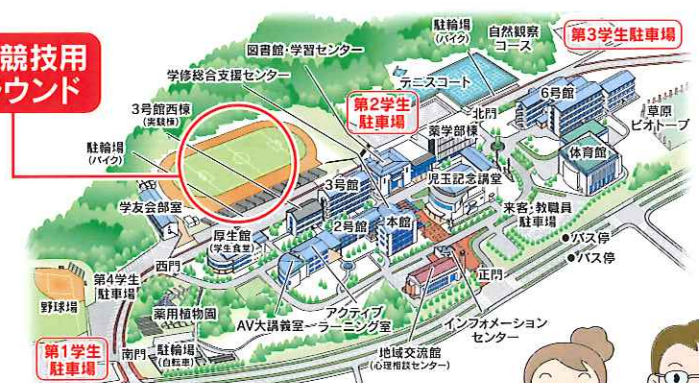 競技用
ラウンド
駐輪場
(バイク)
自然観察
コース
第3学生駐車場
図書館・学習センター
学修総合支援センター
テニスコート
第2学生
駐車場
北門
6号館
3号館西棟
(実験棟)
薬学部棟
草原
ビオトープ
駐輪場
(バイク)
体育館
3号館
児玉記念講堂
学友会部室
2号館
本館
来客・教職員
駐車場
厚生館
(学生食堂)
●バス停
●バス停
西門
正門
第4学生
駐車場
野球場
薬用植物園
AV大講義室
アクティブ
ラーニング室
インフォメーション
センター
第1学生
駐車場
南門
駐輪場
(自転車)
地域交流館
(心理相談センター)